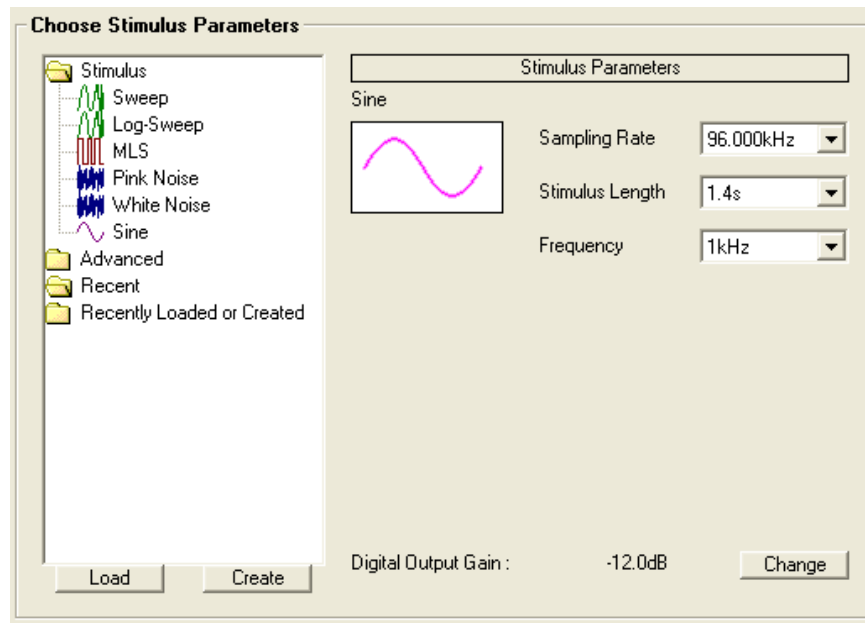 Choose Stimulus Parameters
Stimulus
Sweep
Log-Sweep
MLS
Pink Noise
White Noise
Sine
Advanced
Recent
Recently Loaded or Created
Load
Create
Stimulus Parameters
Sine
Sampling Rate
96.000kHz
Stimulus Length
1.4s
Frequency
1kHz
Digital Output Gain :
-12.0dB
Change